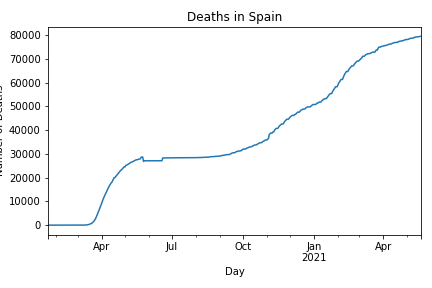 Deaths in Spain
80000
70000
60000
50000
40000
30000
20000
10000
0
Number of Deaths
Apr
Jul
Oct
Jan
2021
Apr
Day